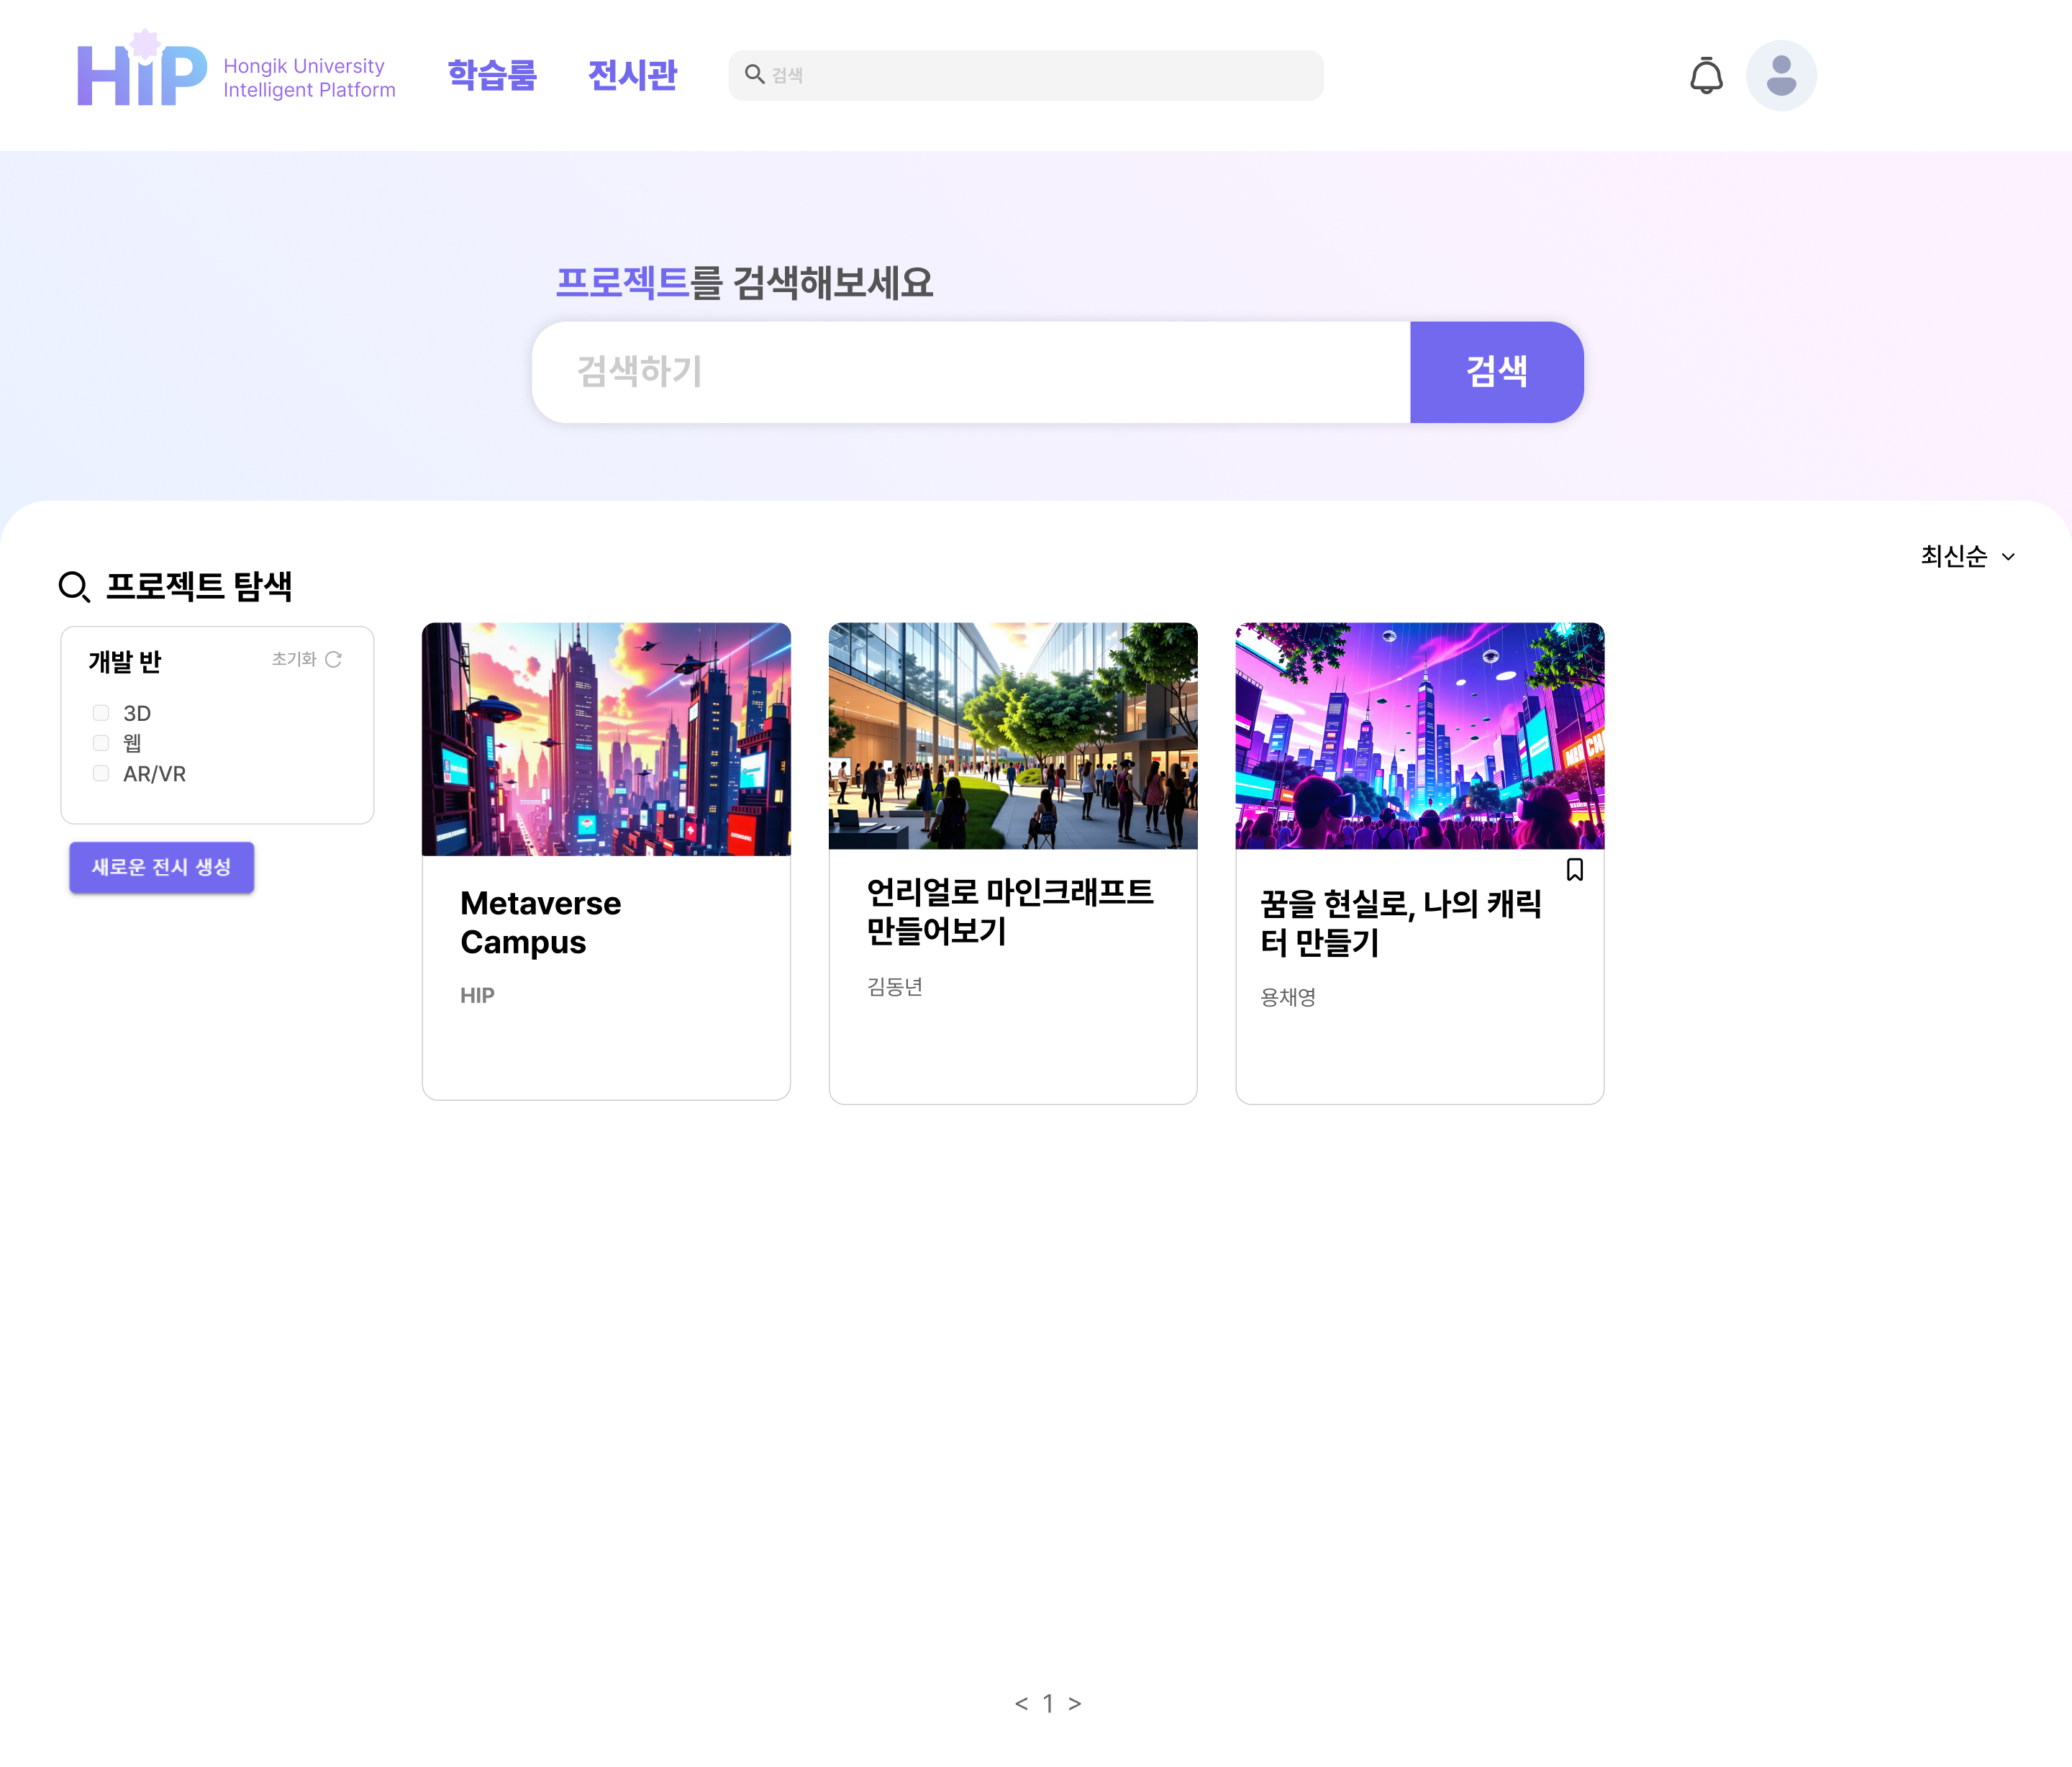 HIP
Hongik University
Intelligent Platform
학습룸
전시관
검색
프로젝트를 검색해보세요
검색하기
검색
최신순
프로젝트 탐색
개발 반
초기화
3D
웹
AR/VR
새로운 전시 생성
Metaverse
Campus
HIP
언리얼로 마인크래프트
만들어보기
김동년
꿈을 현실로, 나의 캐릭
터 만들기
용채영
< 1 >